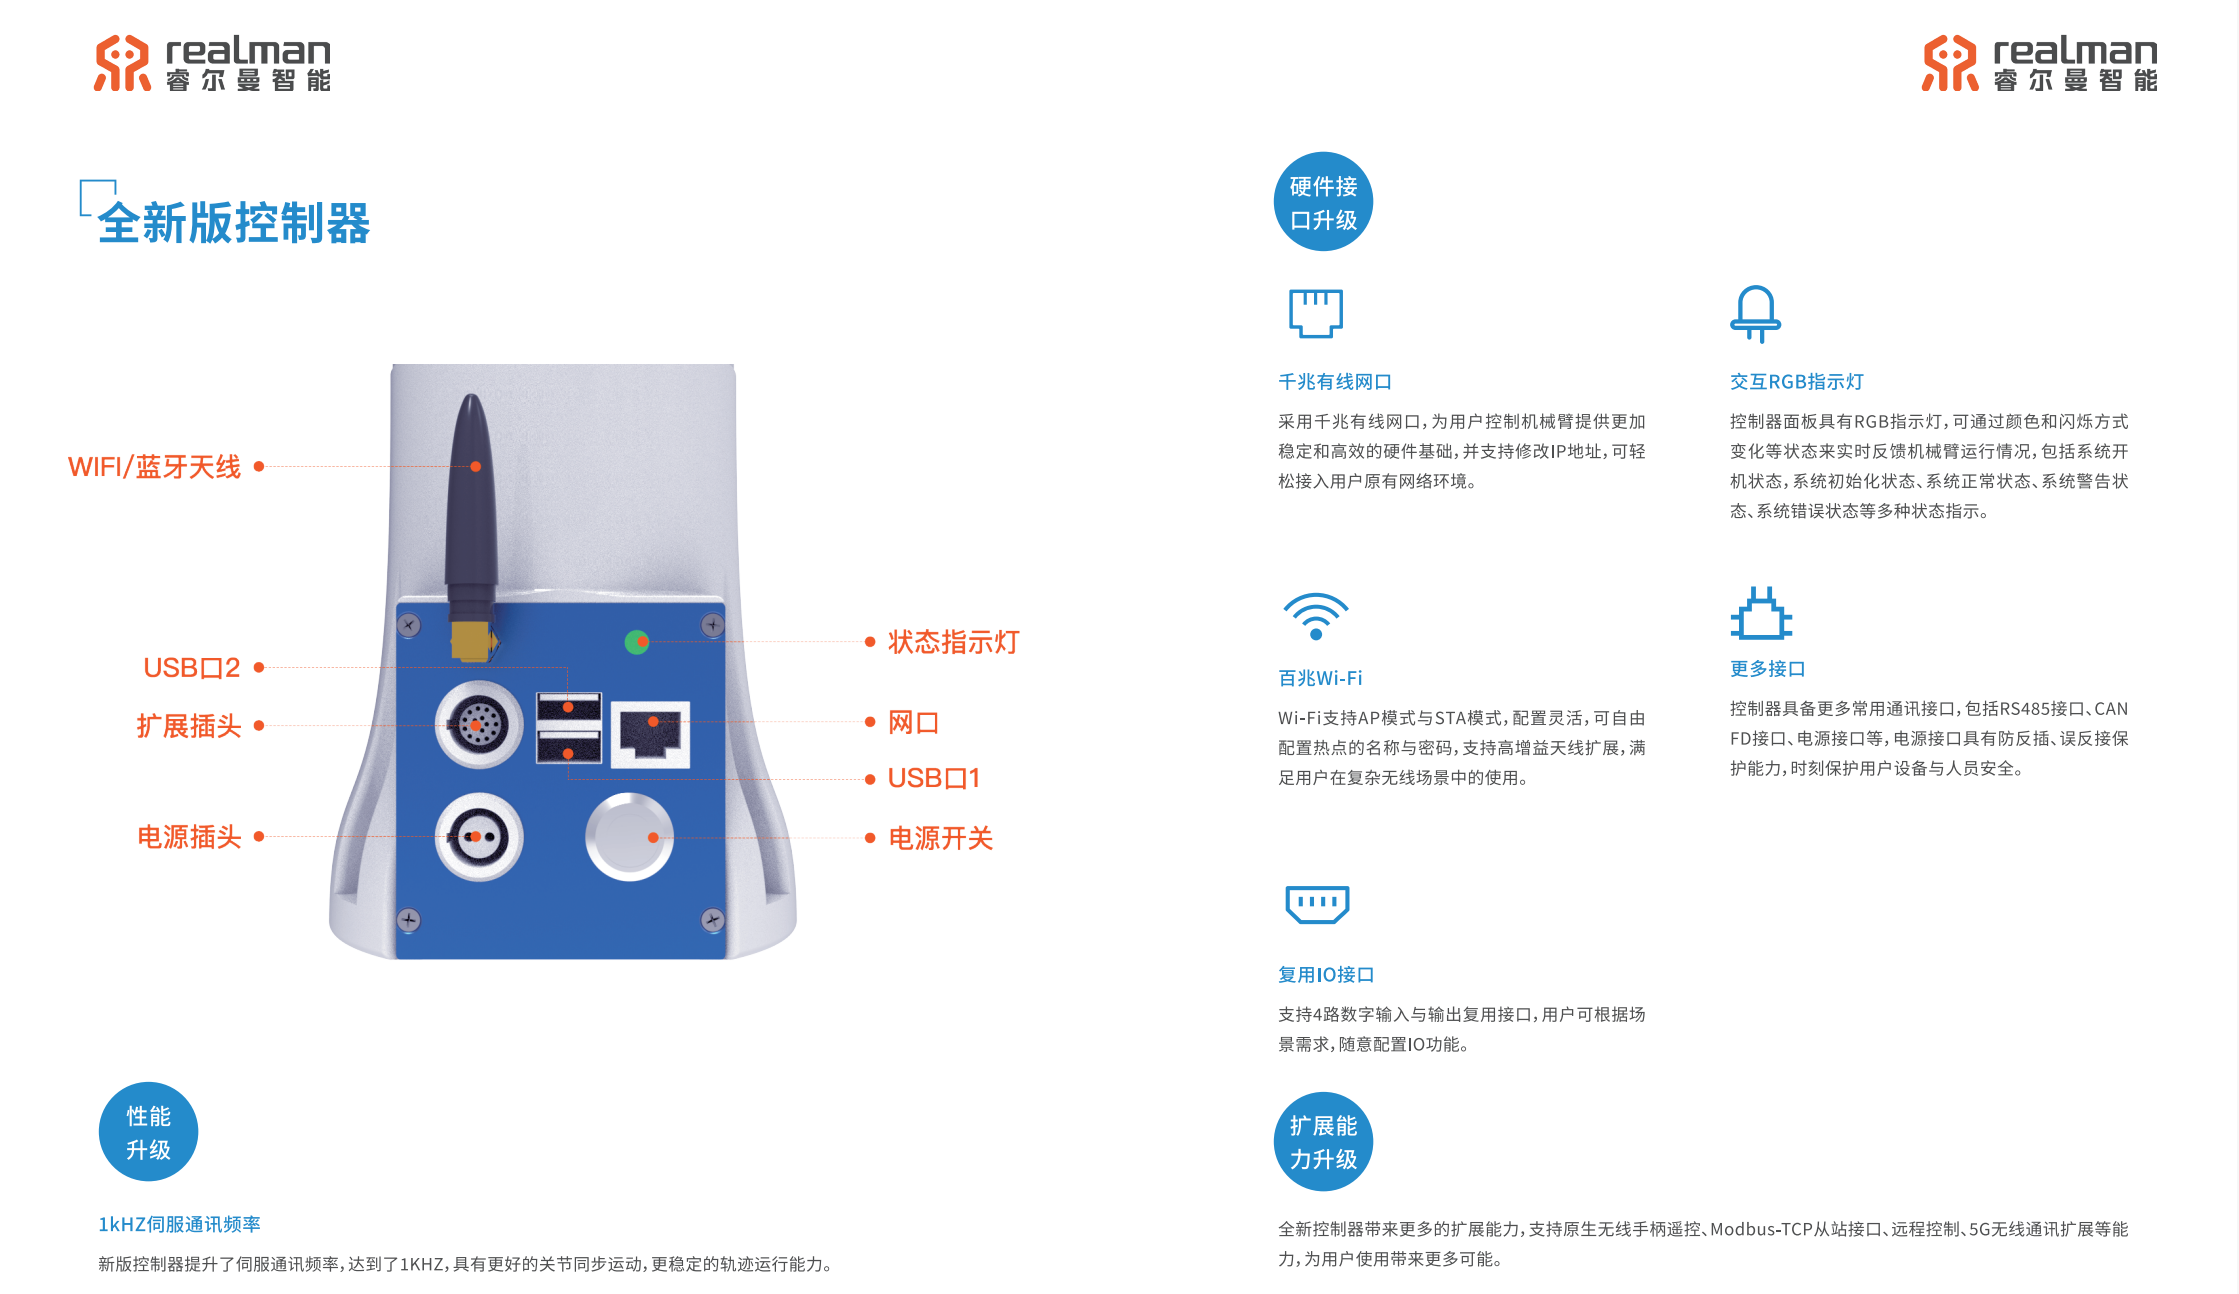 realman
睿尔曼智能
全新版控制器
WIFI/蓝牙天线
USB口2
扩展插头
电源插头
状态指示灯
网口
USB口1
电源开关
性能
升级
1kHZ伺服通讯频率
新版控制器提升了伺服通讯频率,达到了1KHZ,具有更好的关节同步运动,更稳定的轨迹运行能力。
realman
睿尔曼智能
硬件接
口升级
千兆有线网口
采用千兆有线网口,为用户控制机械臂提供更加
稳定和高效的硬件基础,并支持修改IP地址,可轻
松接入用户原有网络环境。
交互RGB指示灯
控制器面板具有RGB指示灯,可通过颜色和闪烁方式
变化等状态来实时反馈机械臂运行情况,包括系统开
机状态,系统初始化状态、系统正常状态、系统警告状
态、系统错误状态等多种状态指示。
百兆Wi-Fi
Wi-Fi支持AP模式与STA模式,配置灵活,可自由
配置热点的名称与密码,支持高增益天线扩展,满
足用户在复杂无线场景中的使用。
更多接口
控制器具备更多常用通讯接口,包括RS485接口、CAN
FD接口、电源接口等,电源接口具有防反插、误反接保
护能力,时刻保护用户设备与人员安全。
复用IO接口
支持4路数字输入与输出复用接口,用户可根据场
景需求,随意配置IO功能。
扩展能
力升级
全新控制器带来更多的扩展能力,支持原生无线手柄遥控、Modbus-TCP从站接口、远程控制、5G无线通讯扩展等能
力,为用户使用带来更多可能。